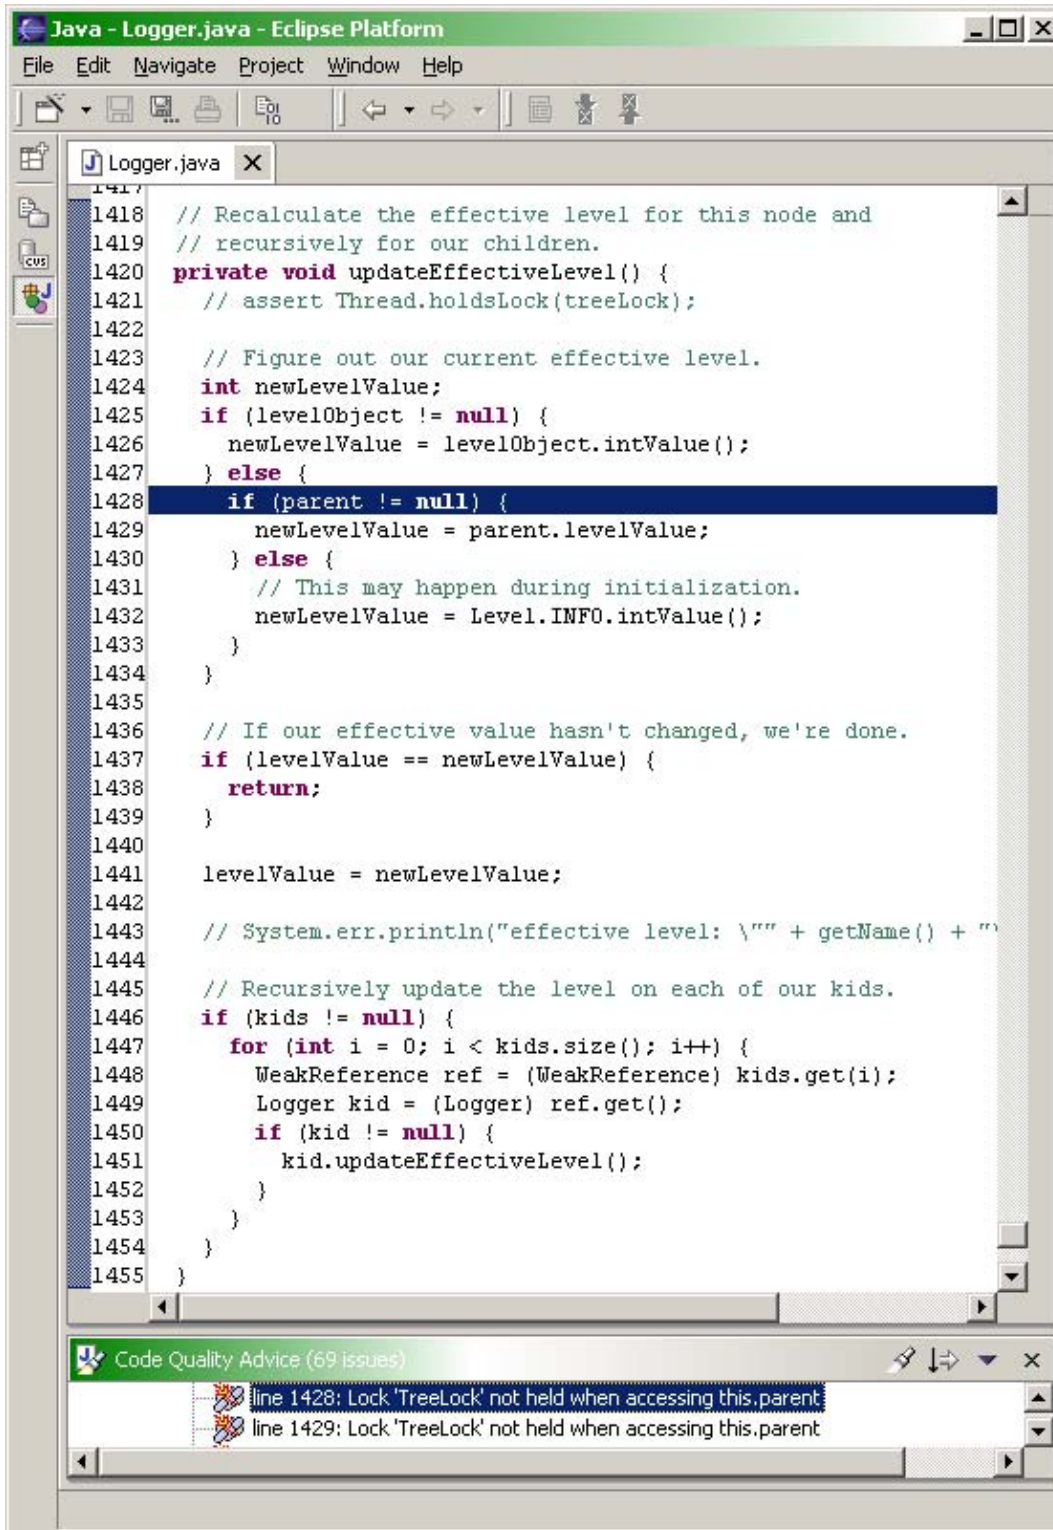 Java - Logger.java - Eclipse Platform
File Edit Navigate Project Window Help
Logger.java
1417
1418 // Recalculate the effective level for this node and
1419 // recursively for our children.
1420 private void updateEffectiveLevel() {
1421 // assert Thread.holdsLock(treeLock);
1422
1423 // Figure out our current effective level.
1424 int newLevelValue;
1425 if (levelObject != null) {
1426 newLevelValue = levelObject.intValue();
1427 } else {
1428 if (parent != null) {
1429 newLevelValue = parent.levelValue;
1430 } else {
1431 // This may happen during initialization.
1432 newLevelValue = Level.INFO.intValue();
1433 }
1434 }
1435
1436 // If our effective value hasn't changed, we're done.
1437 if (levelValue == newLevelValue) {
1438 return;
1439 }
1440
1441 levelValue = newLevelValue;
1442
1443 // System.err.println("effective level: \"" + getName() + "\
1444
1445 // Recursively update the level on each of our kids.
1446 if (kids != null) {
1447 for (int i = 0; i < kids.size(); i++) {
1448 WeakReference ref = (WeakReference) kids.get(i);
1449 Logger kid = (Logger) ref.get();
1450 if (kid != null) {
1451 kid.updateEffectiveLevel();
1452 }
1453 }
1454 }
1455 }
Code Quality Advice (69 issues)
line 1428: Lock 'TreeLock' not held when accessing this.parent
line 1429: Lock 'TreeLock' not held when accessing this.parent